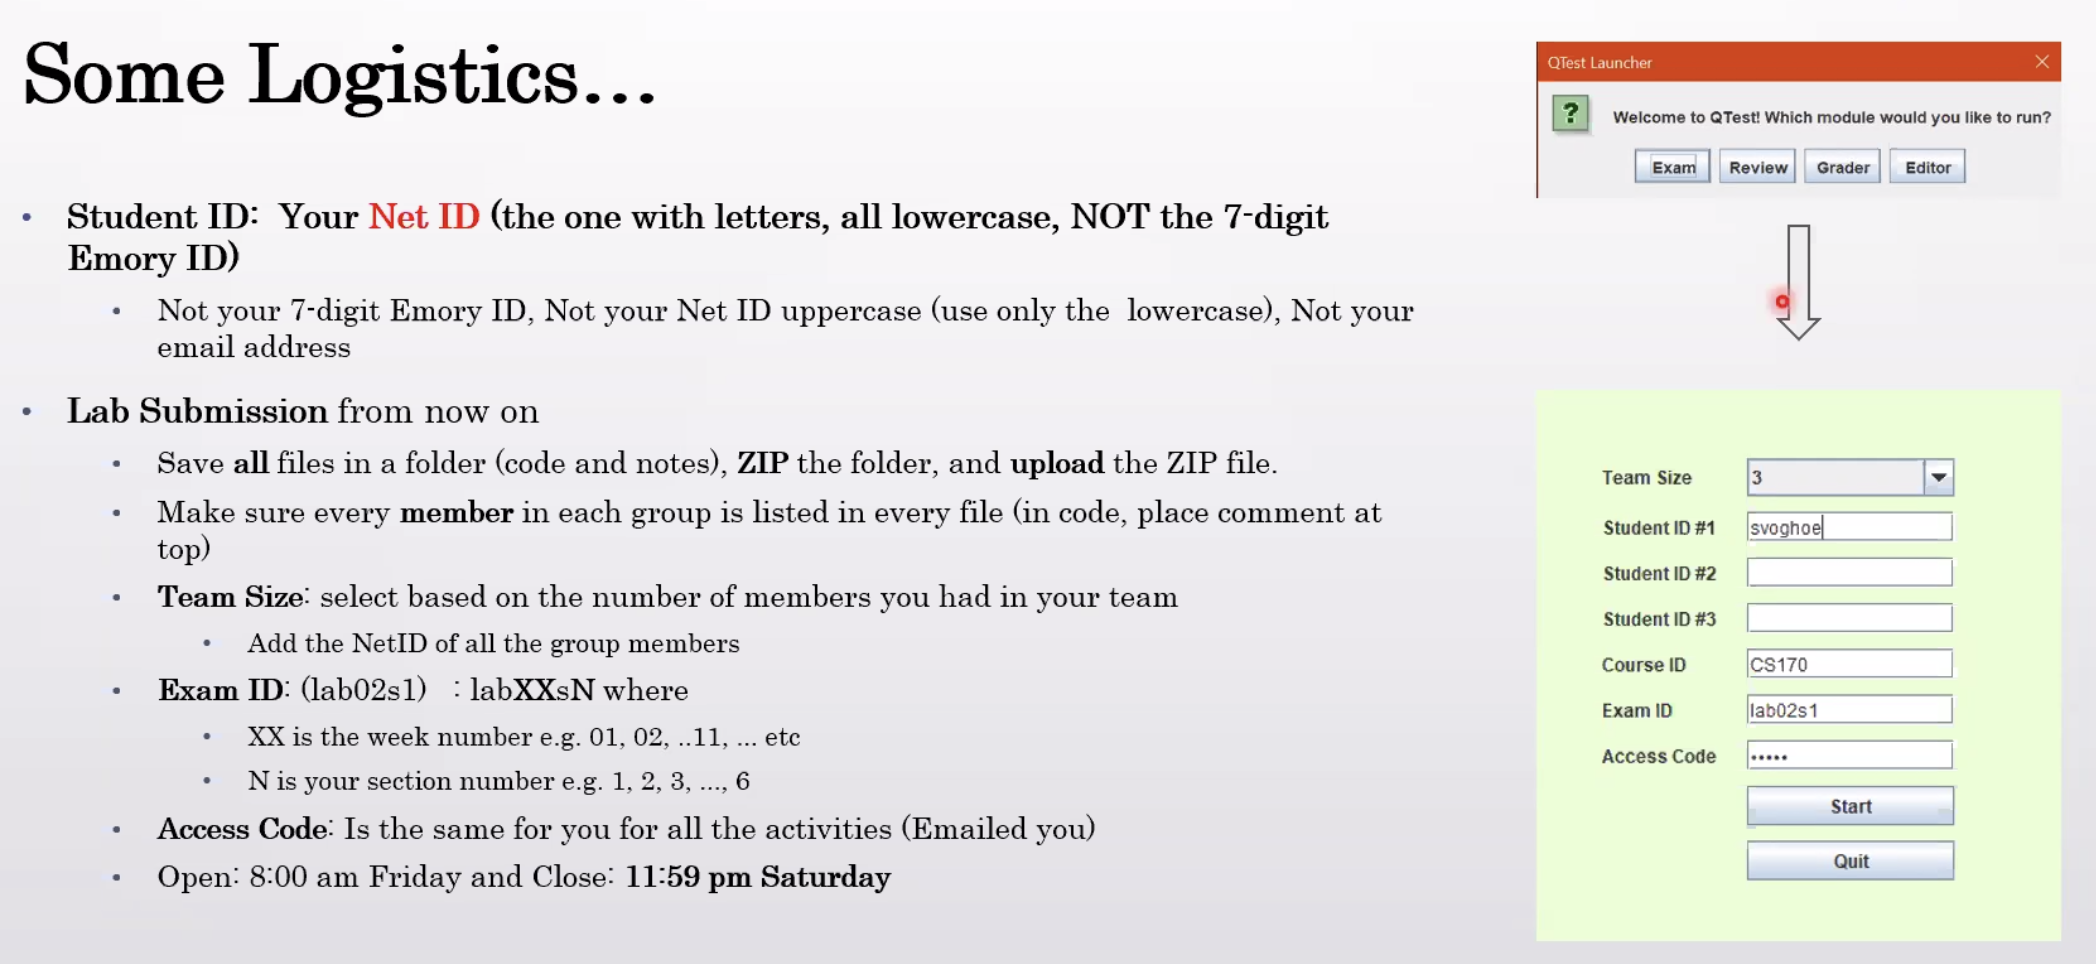 Some Logistics...
• Student ID:  Your Net ID (the one with letters, all lowercase, NOT the 7-digit
Emory ID)
• Not your 7-digit Emory ID, Not your Net ID uppercase (use only the  lowercase), Not your
email address
• Lab Submission from now on
• Save all files in a folder (code and notes), ZIP the folder, and upload the ZIP file.
• Make sure every member in each group is listed in every file (in code, place comment at
top)
• Team Size: select based on the number of members you had in your team
• Add the NetID of all the group members
• Exam ID: (lab02s1)   : labXXsN where
• XX is the week number e.g. 01, 02, ..11, ... etc
• N is your section number e.g. 1, 2, 3, ..., 6
• Access Code: Is the same for you for all the activities (Emailed you)
• Open: 8:00 am Friday and Close: 11:59 pm Saturday
QTest Launcher
? Welcome to QTest! Which module would you like to run?
Exam Review Grader Editor
Team Size 3
Student ID #1 svoghoe
Student ID #2
Student ID #3
Course ID CS170
Exam ID lab02s1
Access Code •••••
Start
Quit